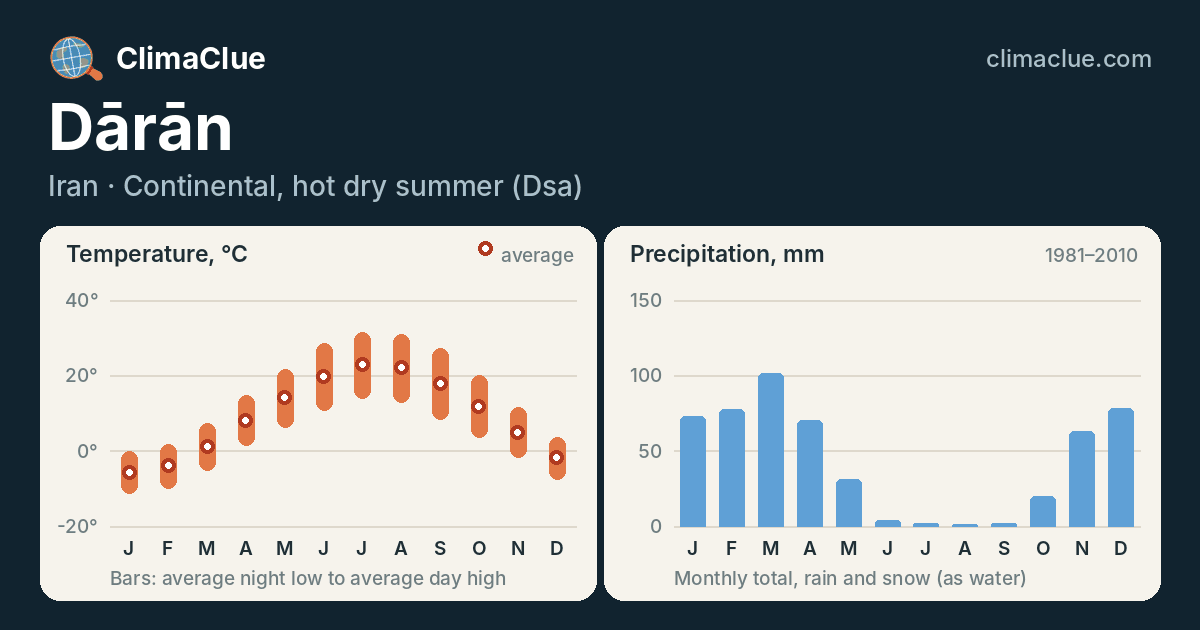 ClimaClue
climaclue.com
Dārān
Iran · Continental, hot dry summer (Dsa)
Temperature, °C
average
40°
20°
0°
-20°
J F M A M J J A S O N D
Bars: average night low to average day high
Precipitation, mm
1981–2010
150
100
50
0
J F M A M J J A S O N D
Monthly total, rain and snow (as water)